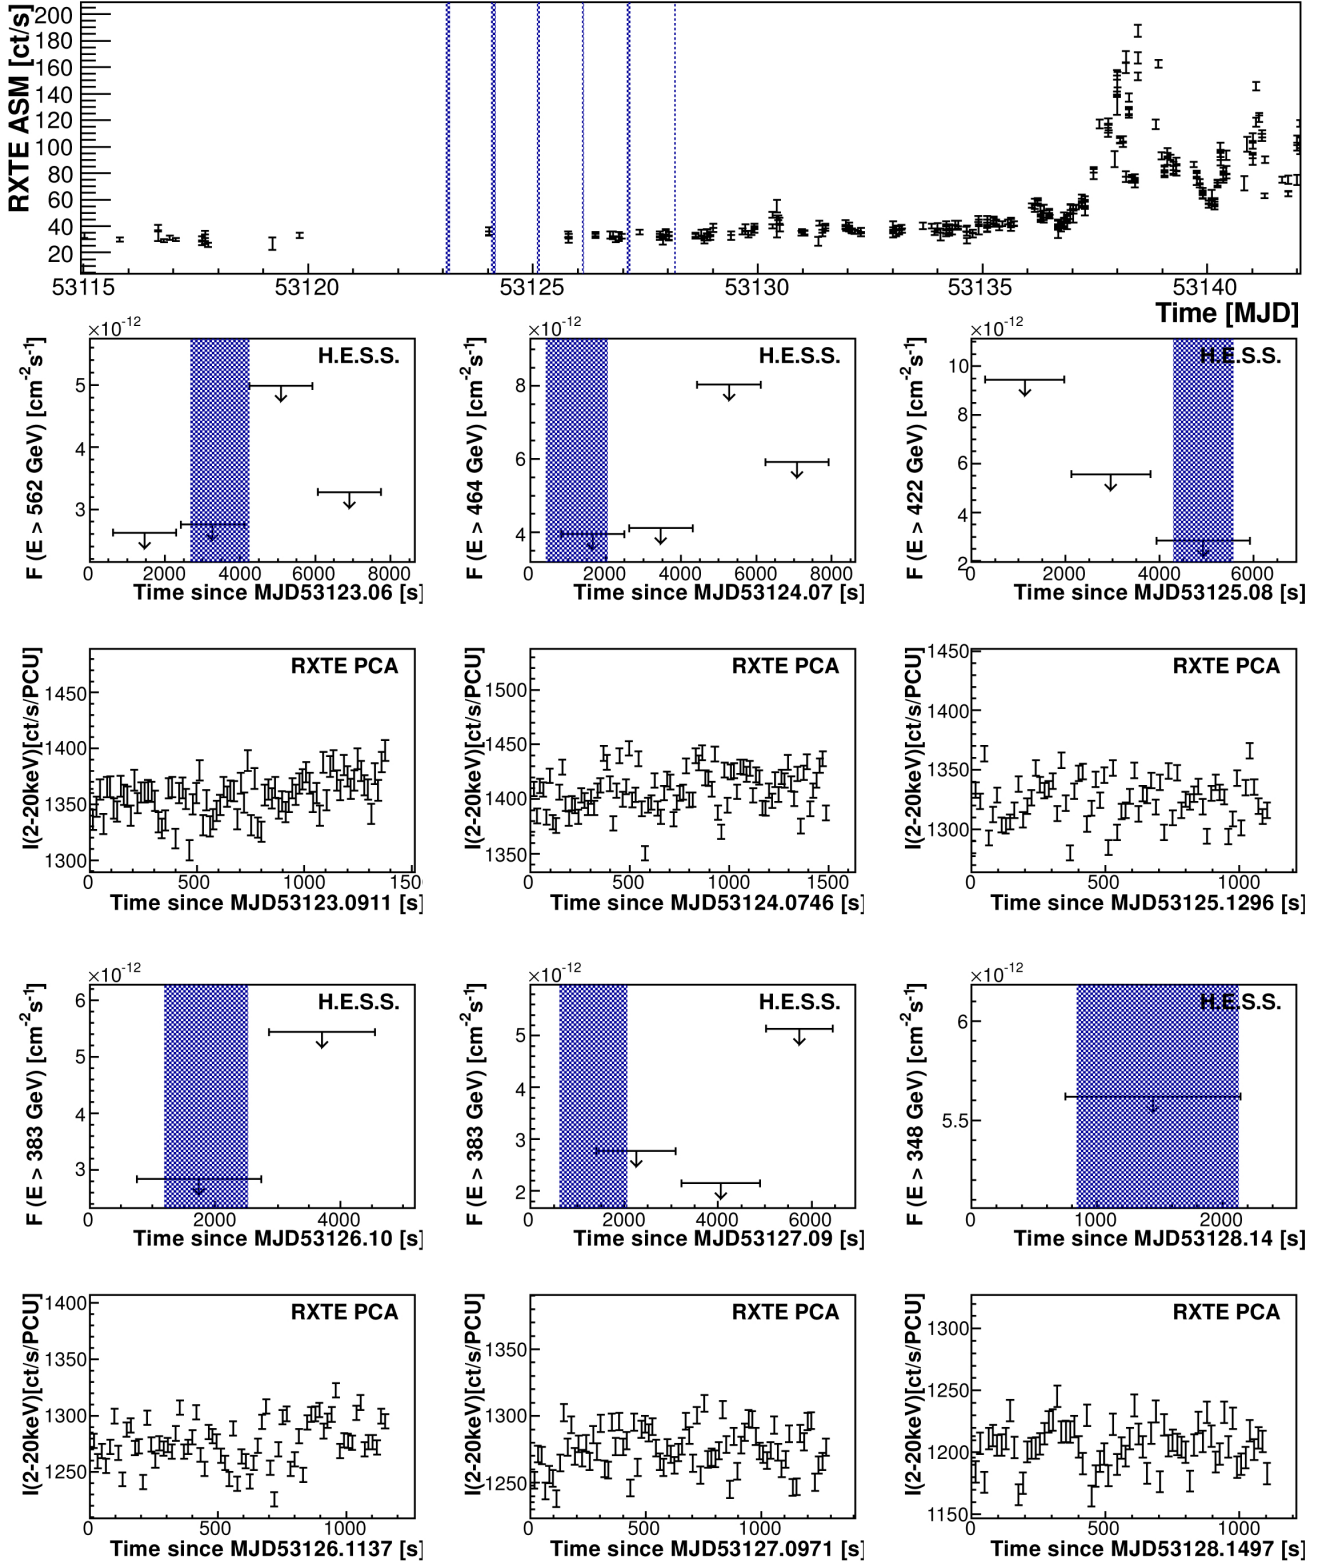 RXTE ASM [ct/s]
200
180
160
140
120
100
80
60
40
20
53115 53120 53125 53130 53135 53140
Time [MJD]
×10⁻¹² ×10⁻¹² ×10⁻¹²
F (E > 562 GeV) [cm⁻²s⁻¹]
H.E.S.S.
5
4
3
0 2000 4000 6000 8000
Time since MJD53123.06 [s]
F (E > 464 GeV) [cm⁻²s⁻¹]
H.E.S.S.
8
6
4
0 2000 4000 6000 8000
Time since MJD53124.07 [s]
F (E > 422 GeV) [cm⁻²s⁻¹]
H.E.S.S.
10
8
6
4
2
0 2000 4000 6000
Time since MJD53125.08 [s]
I(2-20keV)[ct/s/PCU]
RXTE PCA
1450
1400
1350
1300
0 500 1000 150
Time since MJD53123.0911 [s]
I(2-20keV)[ct/s/PCU]
RXTE PCA
1500
1450
1400
1350
0 500 1000 1500
Time since MJD53124.0746 [s]
I(2-20keV)[ct/s/PCU]
RXTE PCA
1450
1400
1350
1300
0 500 1000
Time since MJD53125.1296 [s]
×10⁻¹² ×10⁻¹² ×10⁻¹²
F (E > 383 GeV) [cm⁻²s⁻¹]
H.E.S.S.
6
5
4
3
0 2000 4000
Time since MJD53126.10 [s]
F (E > 383 GeV) [cm⁻²s⁻¹]
H.E.S.S.
5
4
3
2
0 2000 4000 6000
Time since MJD53127.09 [s]
F (E > 348 GeV) [cm⁻²s⁻¹]
H.E.S.S.
6
5.5
0 1000 2000
Time since MJD53128.14 [s]
I(2-20keV)[ct/s/PCU]
RXTE PCA
1400
1350
1300
1250
0 500 1000
Time since MJD53126.1137 [s]
I(2-20keV)[ct/s/PCU]
RXTE PCA
1350
1300
1250
0 500 1000
Time since MJD53127.0971 [s]
I(2-20keV)[ct/s/PCU]
RXTE PCA
1300
1250
1200
1150
0 500 1000
Time since MJD53128.1497 [s]